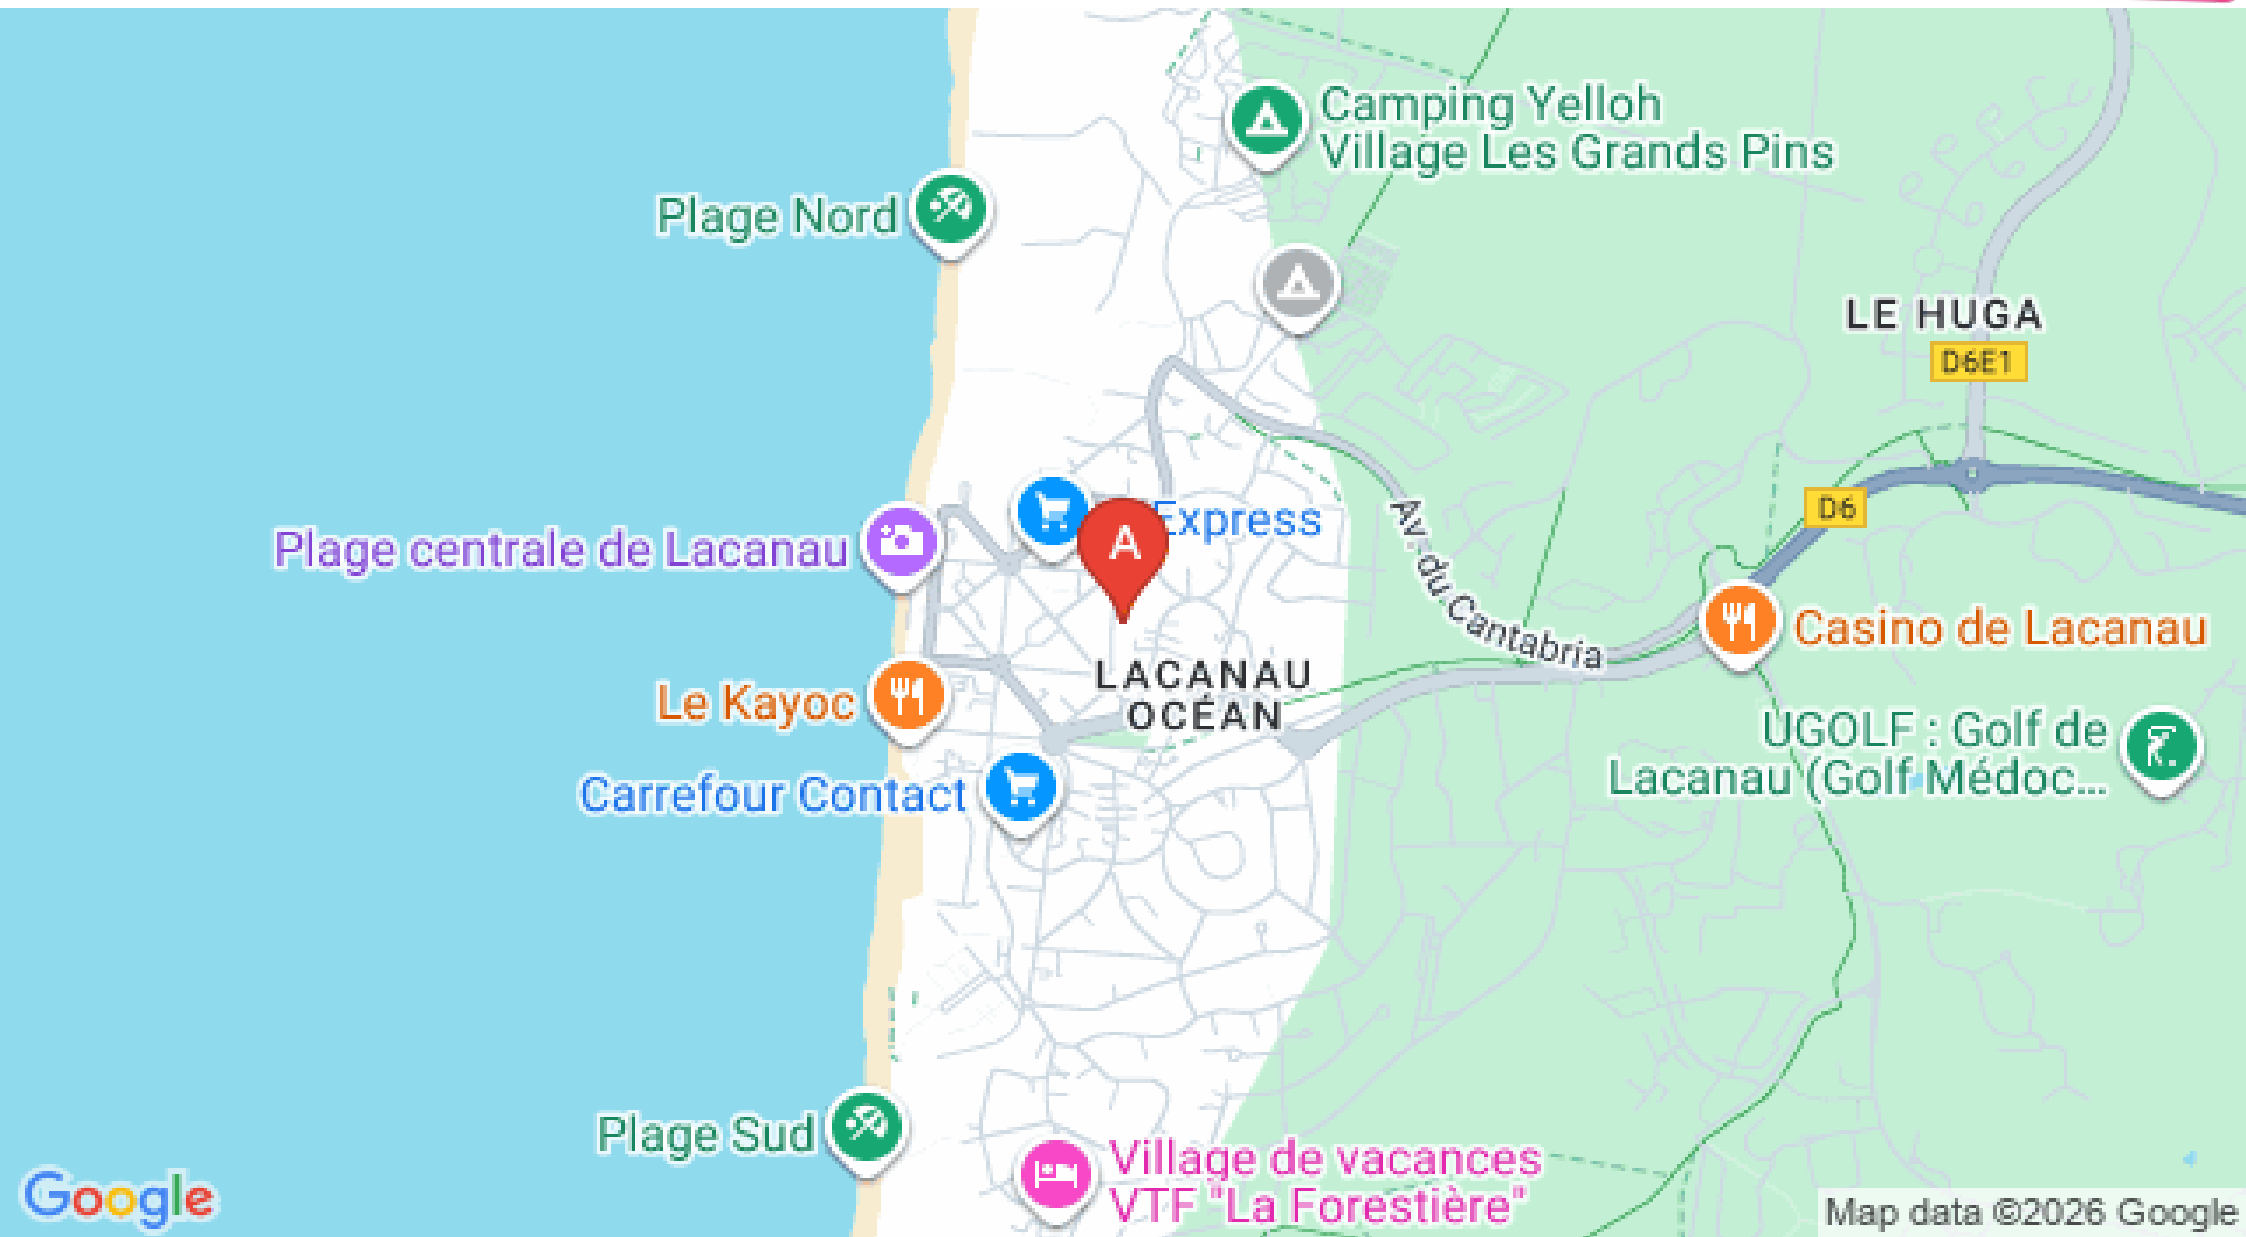 Camping Yelloh
Village Les Grands Pins
Plage Nord
LE HUGA
D6E1
Express
A
Plage centrale de Lacanau
D6
Av. du Cantabria
Casino de Lacanau
LACANAU
OCÉAN
Le Kayoc
UGOLF : Golf de
Lacanau (Golf Médoc...
Carrefour Contact
Plage Sud
Village de vacances
VTF "La Forestière"
Google
Map data ©2026 Google